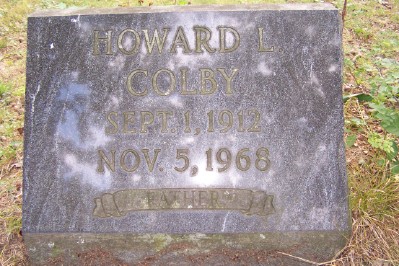 HOWARD L.
COLBY
SEPT. 1, 1912
NOV. 5, 1968
FATHER